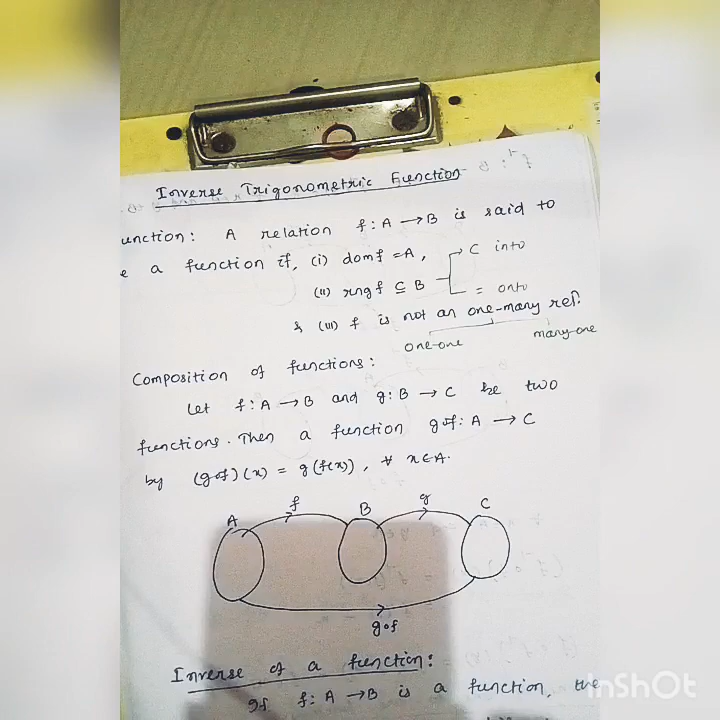 Inverse Trigonometric Function
unction: A relation f: A → B is said to
e a function if, (i) dom f = A,
(ii) rng f ⊆ B
⊂ into
= onto
& (iii) f is not an one-many rel⁠ⁿ.
one-one
many-one
Composition of functions:
Let f: A → B and g: B → C be two
functions. Then a function gof: A → C
by (gof)(x) = g(f(x)), ∀ x ∈ A.
A f B g C
gof
Inverse of a function:
If f: A → B is a function, the
InShOt